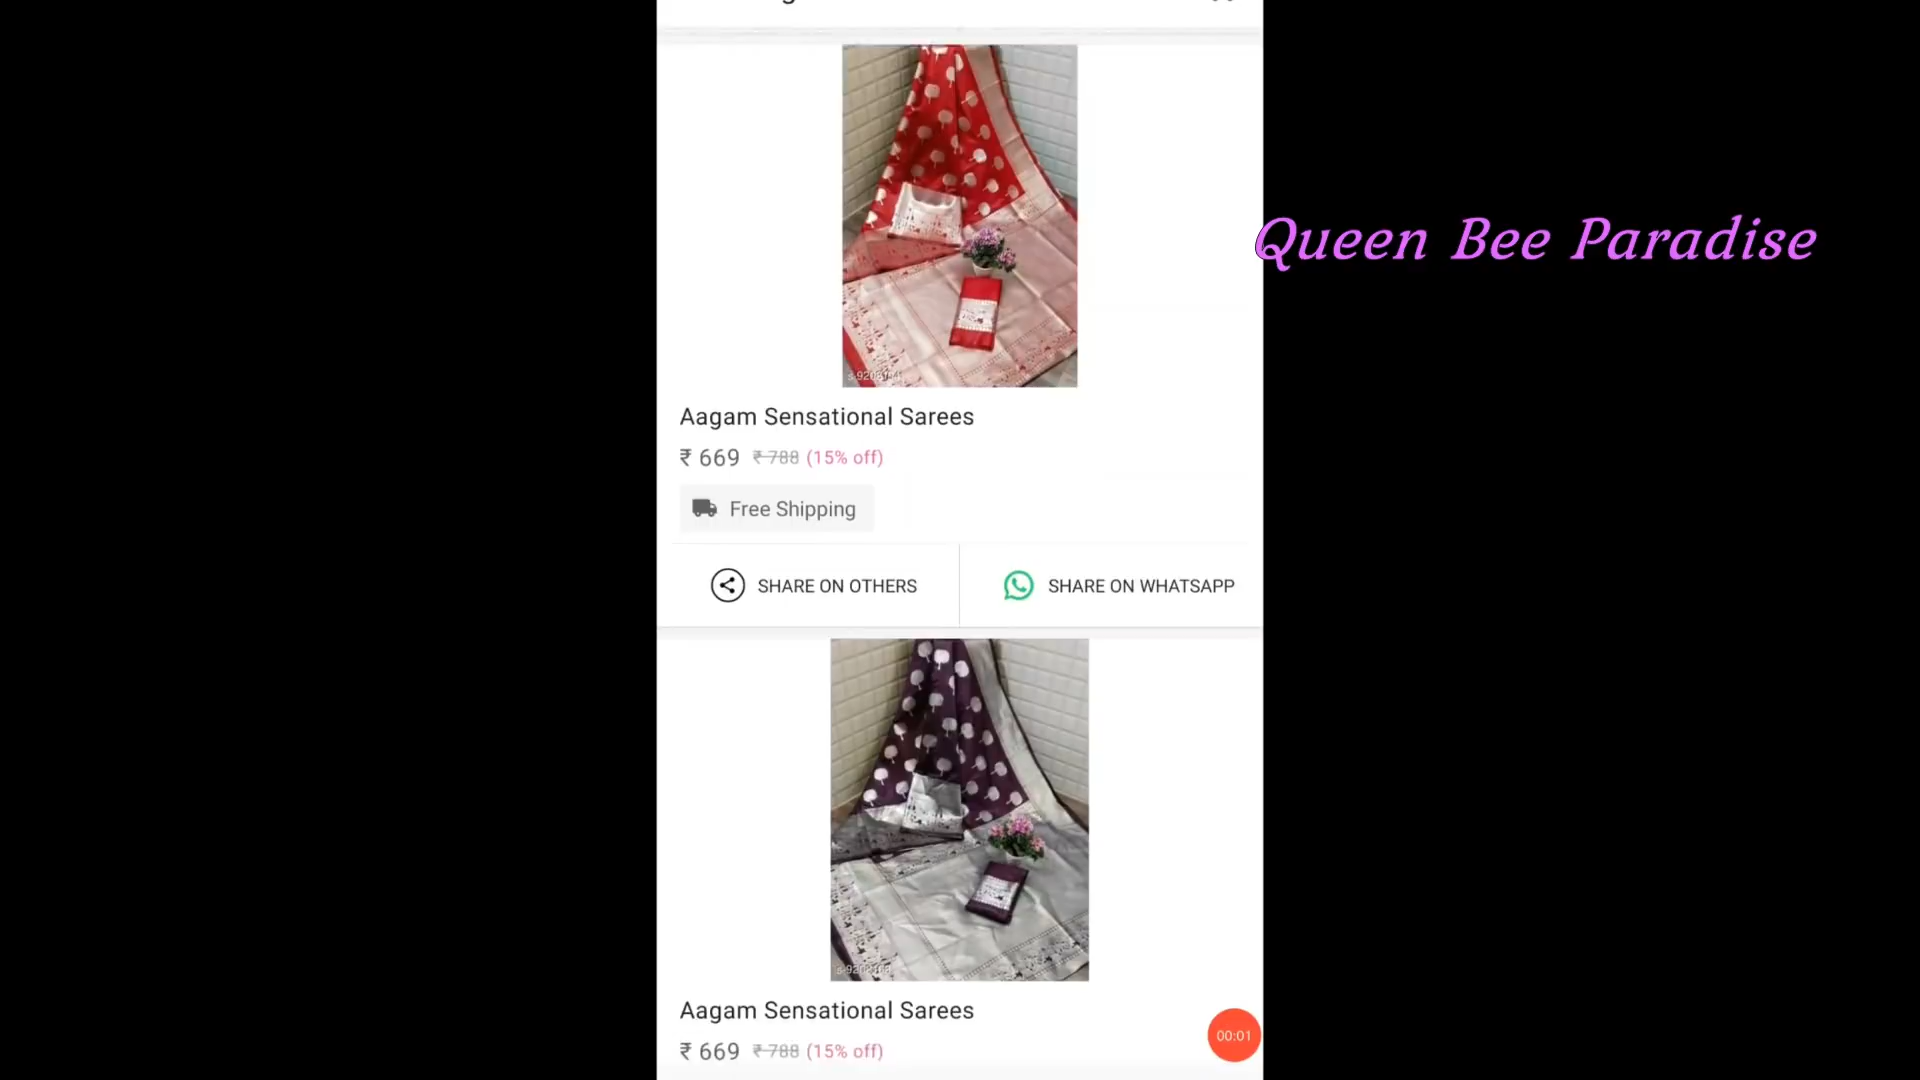 Queen Bee Paradise
Aagam Sensational Sarees
₹ 669 ₹ 788 (15% off)
Free Shipping
SHARE ON OTHERS
SHARE ON WHATSAPP
Aagam Sensational Sarees
₹ 669 ₹ 788 (15% off)
00:01